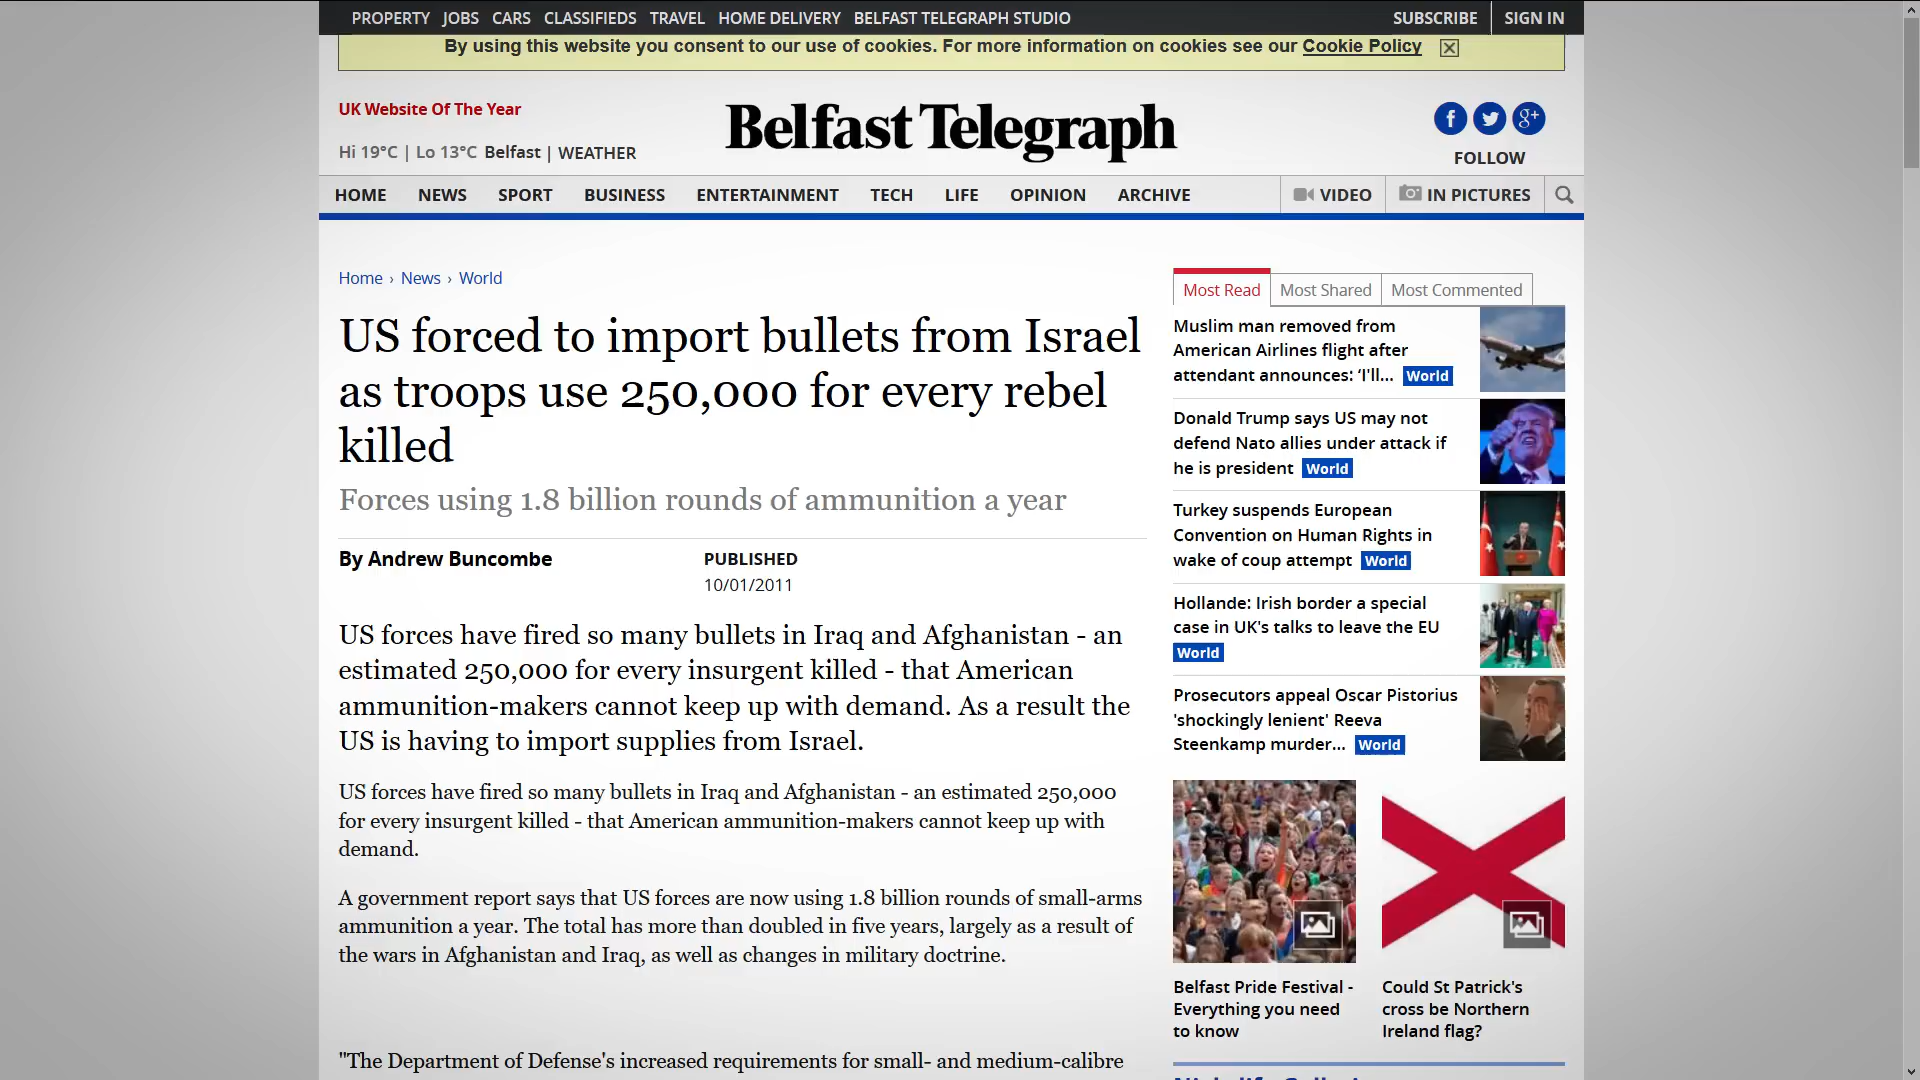 PROPERTY JOBS CARS CLASSIFIEDS TRAVEL HOME DELIVERY BELFAST TELEGRAPH STUDIO SUBSCRIBE SIGN IN
By using this website you consent to our use of cookies. For more information on cookies see our Cookie Policy
UK Website Of The Year
Hi 19°C | Lo 13°C Belfast | WEATHER
Belfast Telegraph
f g+
FOLLOW
HOME NEWS SPORT BUSINESS ENTERTAINMENT TECH LIFE OPINION ARCHIVE VIDEO IN PICTURES
Home › News › World
US forced to import bullets from Israel
as troops use 250,000 for every rebel
killed
Forces using 1.8 billion rounds of ammunition a year
By Andrew Buncombe
PUBLISHED
10/01/2011
US forces have fired so many bullets in Iraq and Afghanistan - an
estimated 250,000 for every insurgent killed - that American
ammunition-makers cannot keep up with demand. As a result the
US is having to import supplies from Israel.
US forces have fired so many bullets in Iraq and Afghanistan - an estimated 250,000
for every insurgent killed - that American ammunition-makers cannot keep up with
demand.
A government report says that US forces are now using 1.8 billion rounds of small-arms
ammunition a year. The total has more than doubled in five years, largely as a result of
the wars in Afghanistan and Iraq, as well as changes in military doctrine.
"The Department of Defense's increased requirements for small- and medium-calibre
Most Read Most Shared Most Commented
Muslim man removed from
American Airlines flight after
attendant announces: ‘I'll... World
Donald Trump says US may not
defend Nato allies under attack if
he is president World
Turkey suspends European
Convention on Human Rights in
wake of coup attempt World
Hollande: Irish border a special
case in UK's talks to leave the EU
World
Prosecutors appeal Oscar Pistorius
'shockingly lenient' Reeva
Steenkamp murder... World
Belfast Pride Festival -
Everything you need
to know
Could St Patrick's
cross be Northern
Ireland flag?